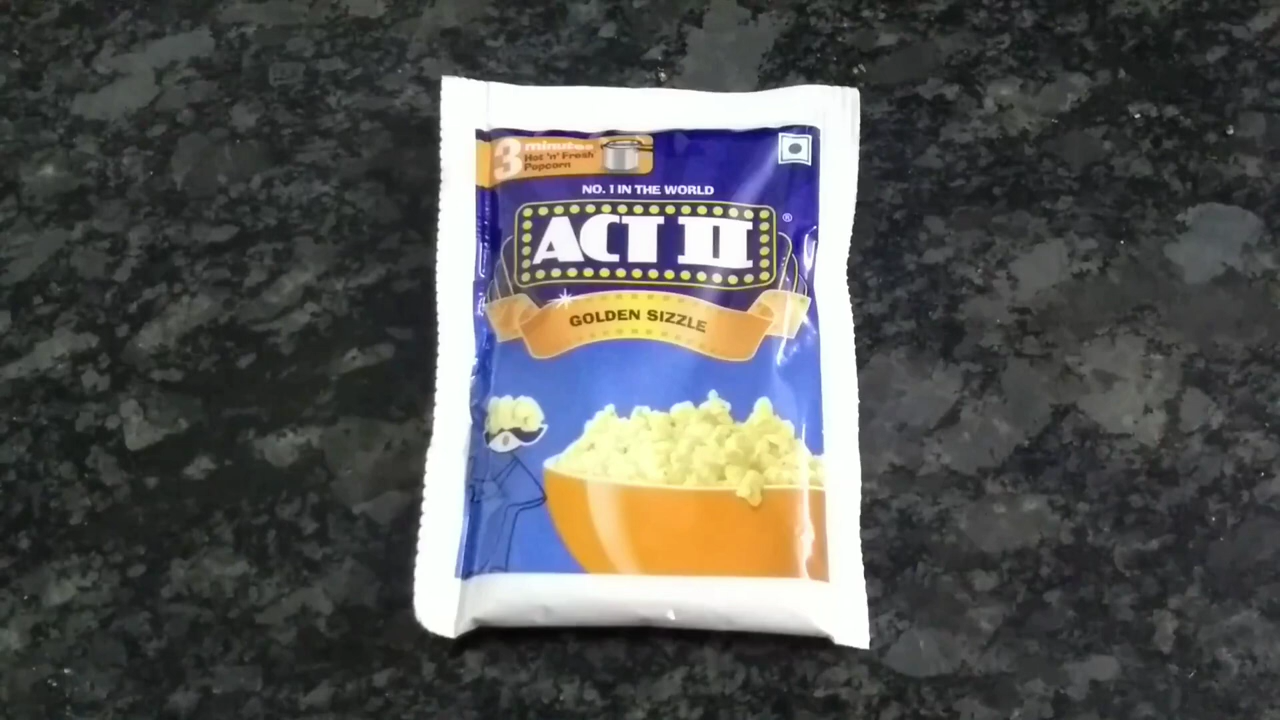 3 minutes
Hot 'n' Fresh
Popcorn
NO. 1 IN THE WORLD
ACT II ®
GOLDEN SIZZLE